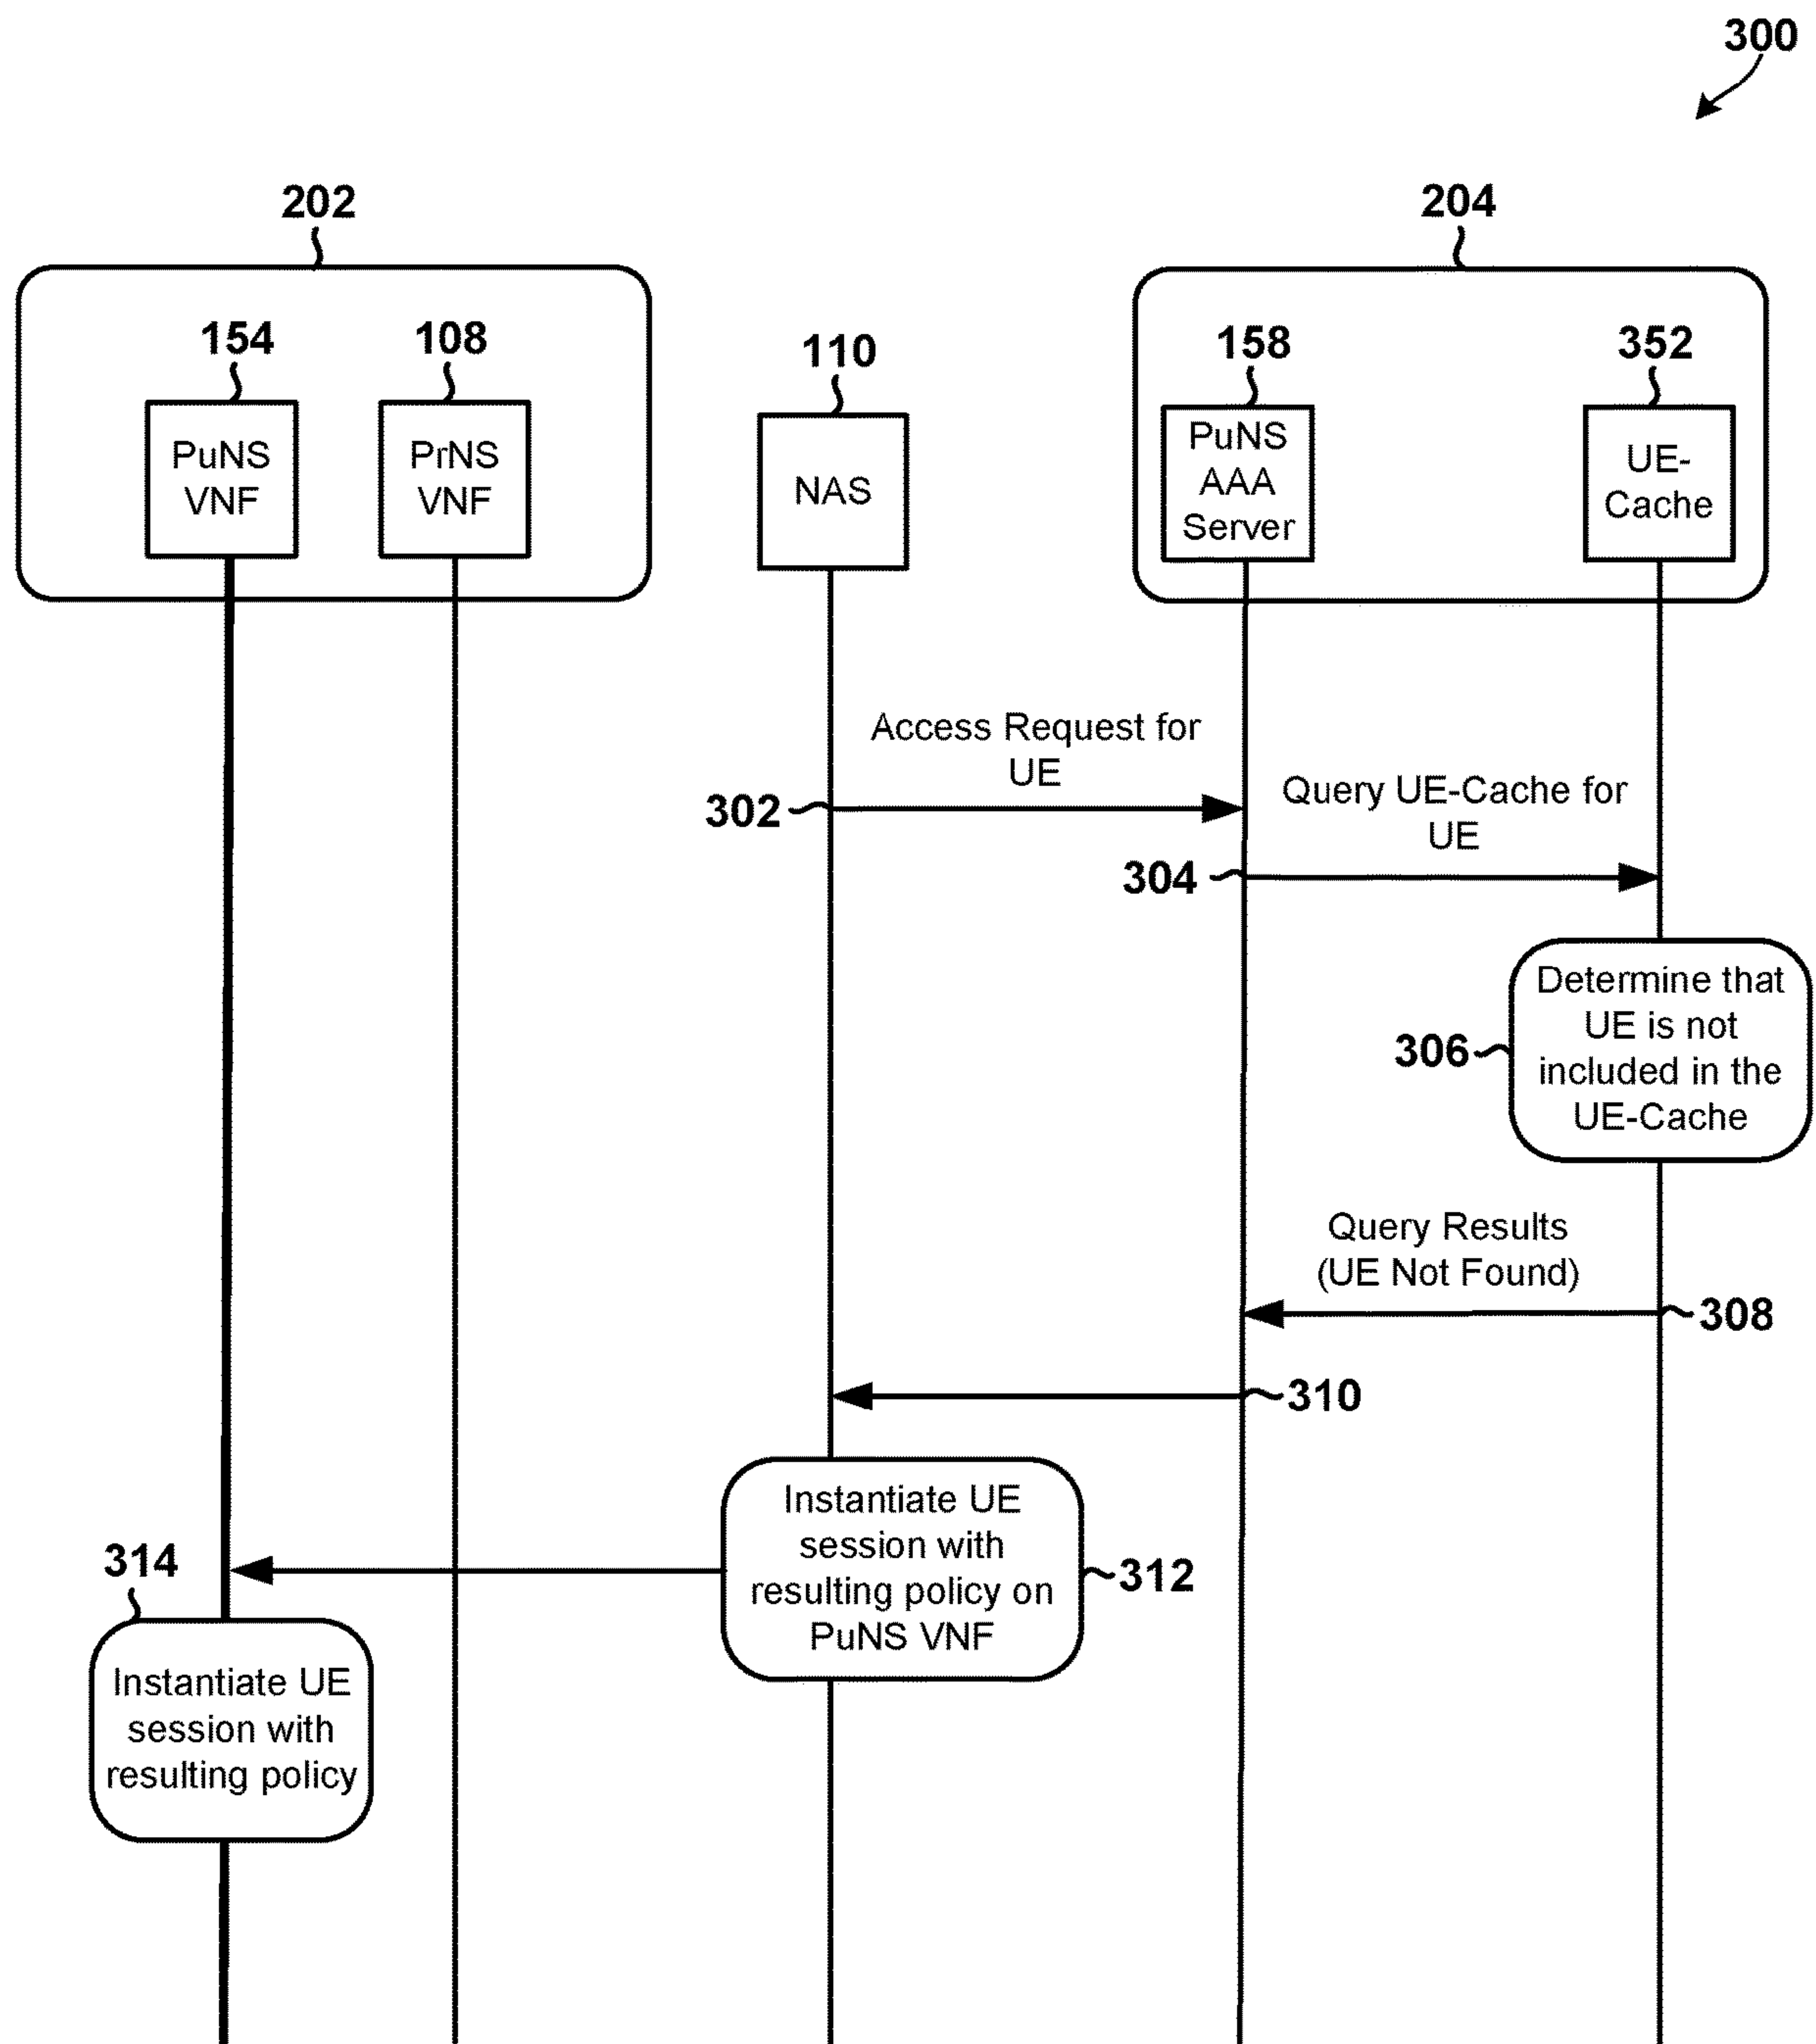 300
202
204
154
108
110
158
352
PuNS
VNF
PrNS
VNF
NAS
PuNS
AAA
Server
UE-
Cache
Access Request for
UE
302
Query UE-Cache for
UE
304
Determine that
UE is not
included in the
UE-Cache
306
Query Results
(UE Not Found)
308
310
Instantiate UE
session with
resulting policy on
PuNS VNF
312
314
Instantiate UE
session with
resulting policy